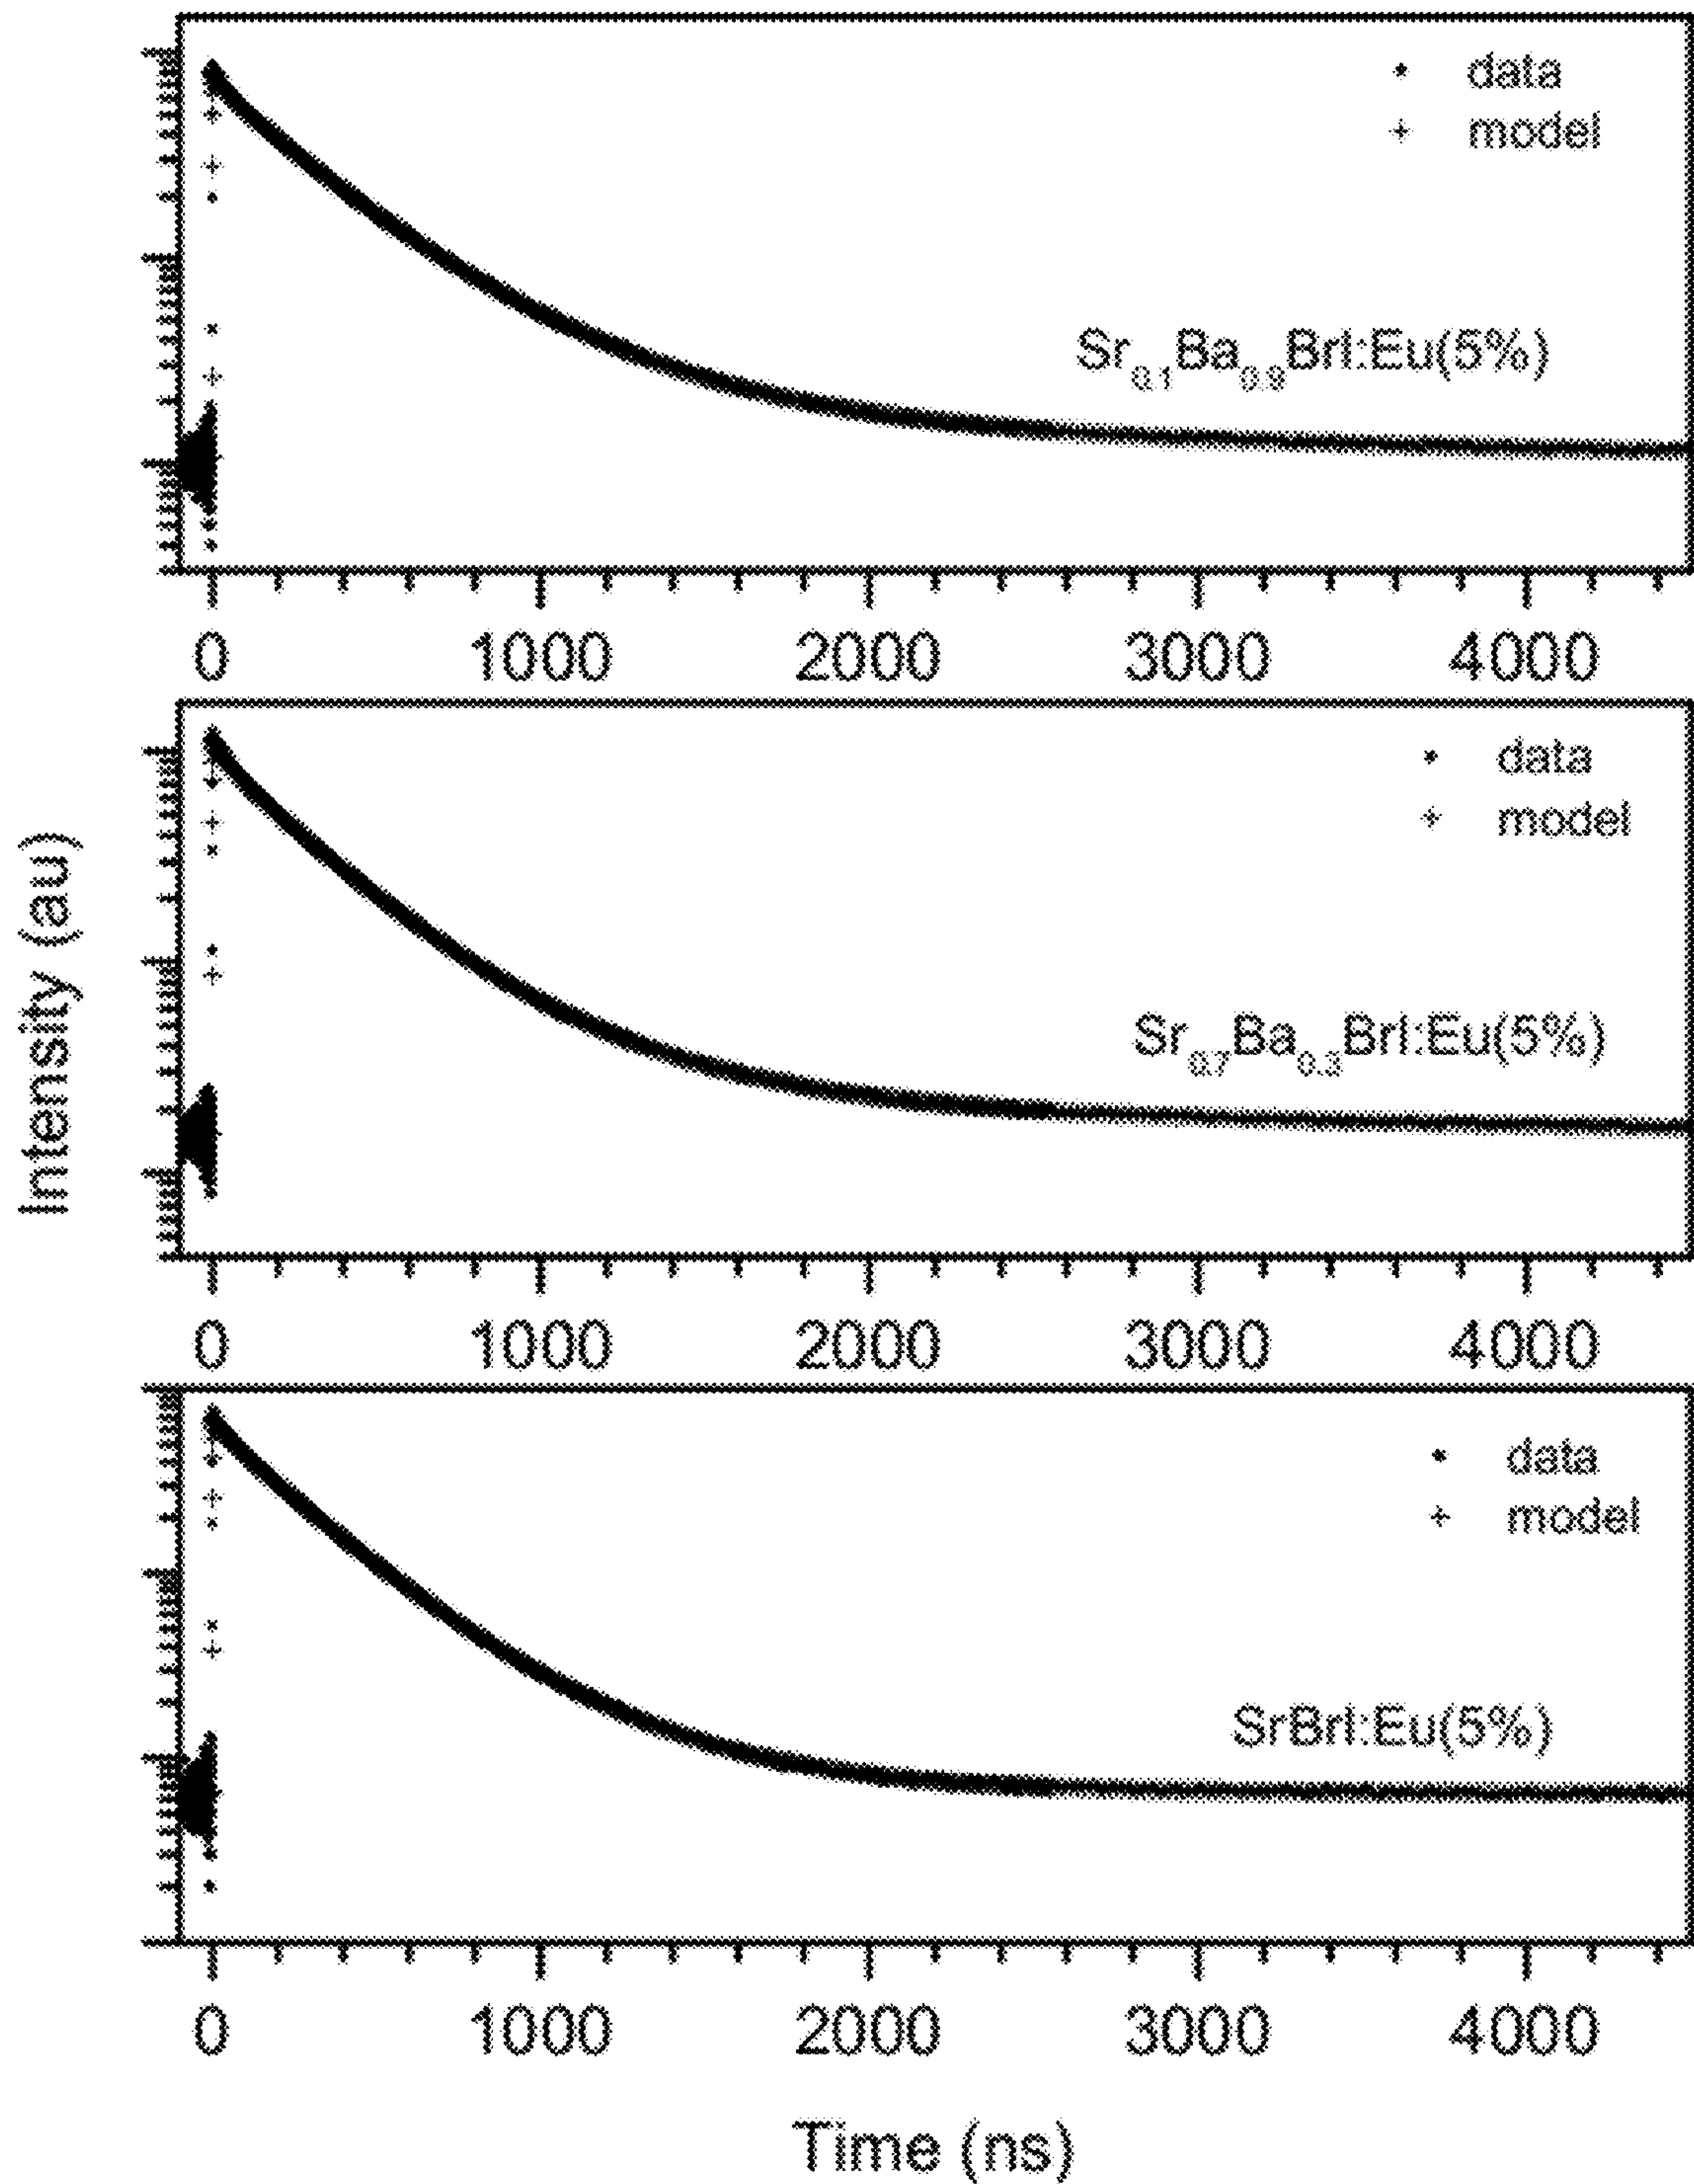 data
model
Sr0.1Ba0.9BrI:Eu(5%)
0 1000 2000 3000 4000
data
model
Sr0.7Ba0.3BrI:Eu(5%)
0 1000 2000 3000 4000
Intensity (au)
data
model
SrBrI:Eu(5%)
0 1000 2000 3000 4000
Time (ns)